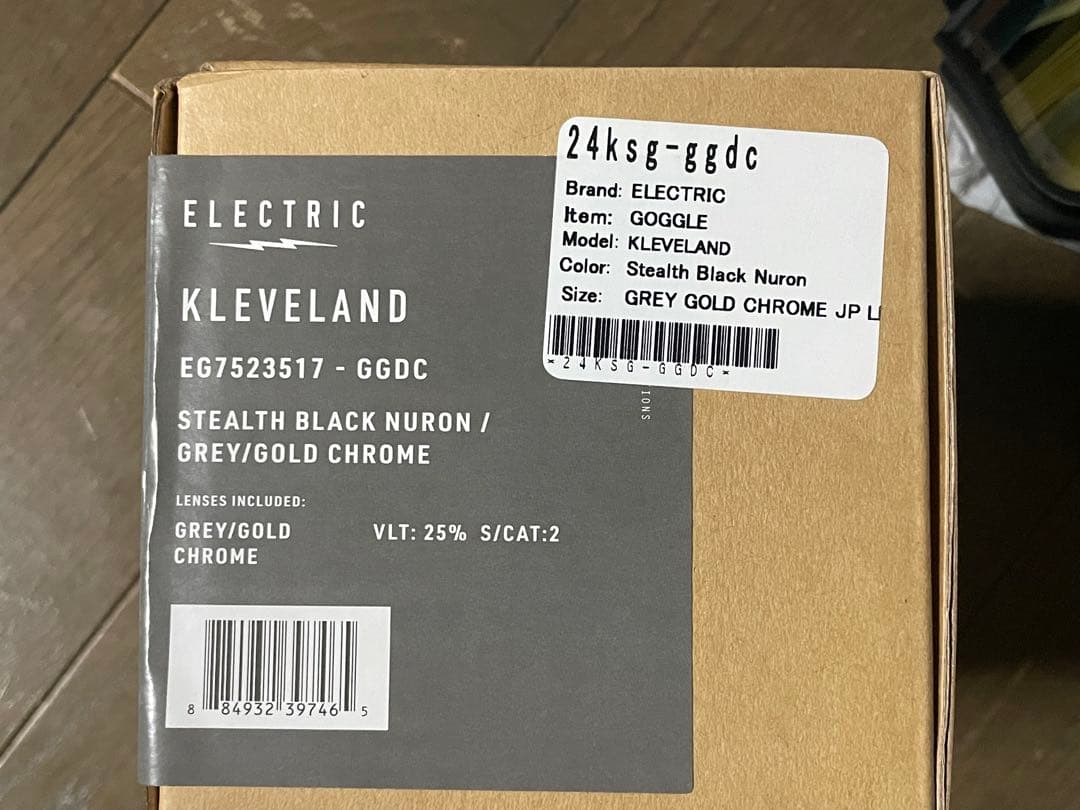 ELECTRIC
KLEVELAND
EG7523517 - GGDC
STEALTH BLACK NURON /
GREY/GOLD CHROME
LENSES INCLUDED:
GREY/GOLD CHROME
VLT: 25% S/CAT:2
8 84932 39746 5
24ksg-ggdc
Brand: ELECTRIC
Item: GOGGLE
Model: KLEVELAND
Color: Stealth Black Nuron
Size: GREY GOLD CHROME JP
*24KSG-GGDC*